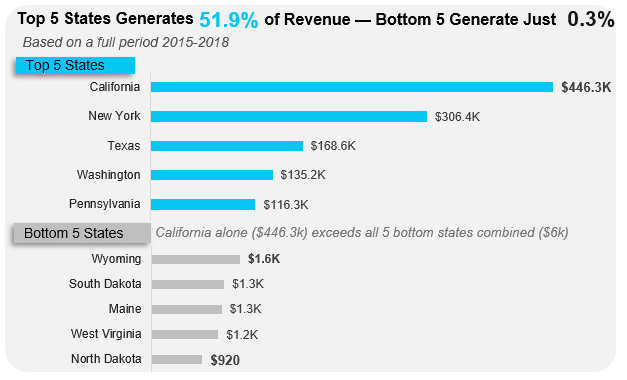 Top 5 States Generates 51.9% of Revenue — Bottom 5 Generate Just 0.3%
Based on a full period 2015-2018
Top 5 States
California $446.3K
New York $306.4K
Texas $168.6K
Washington $135.2K
Pennsylvania $116.3K
Bottom 5 States California alone ($446.3k) exceeds all 5 bottom states combined ($6k)
Wyoming $1.6K
South Dakota $1.3K
Maine $1.3K
West Virginia $1.2K
North Dakota $920